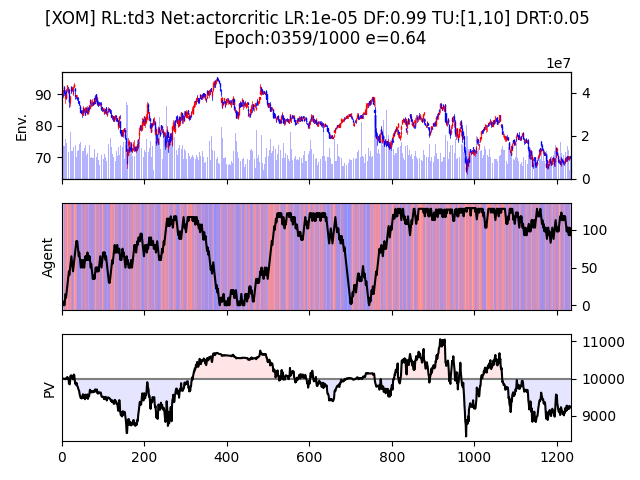 [XOM] RL:td3 Net:actorcritic LR:1e-05 DF:0.99 TU:[1,10] DRT:0.05
Epoch:0359/1000 e=0.64
1e7
Env.
90
80
70
4
2
0
Agent
100
50
0
PV
11000
10000
9000
0 200 400 600 800 1000 1200